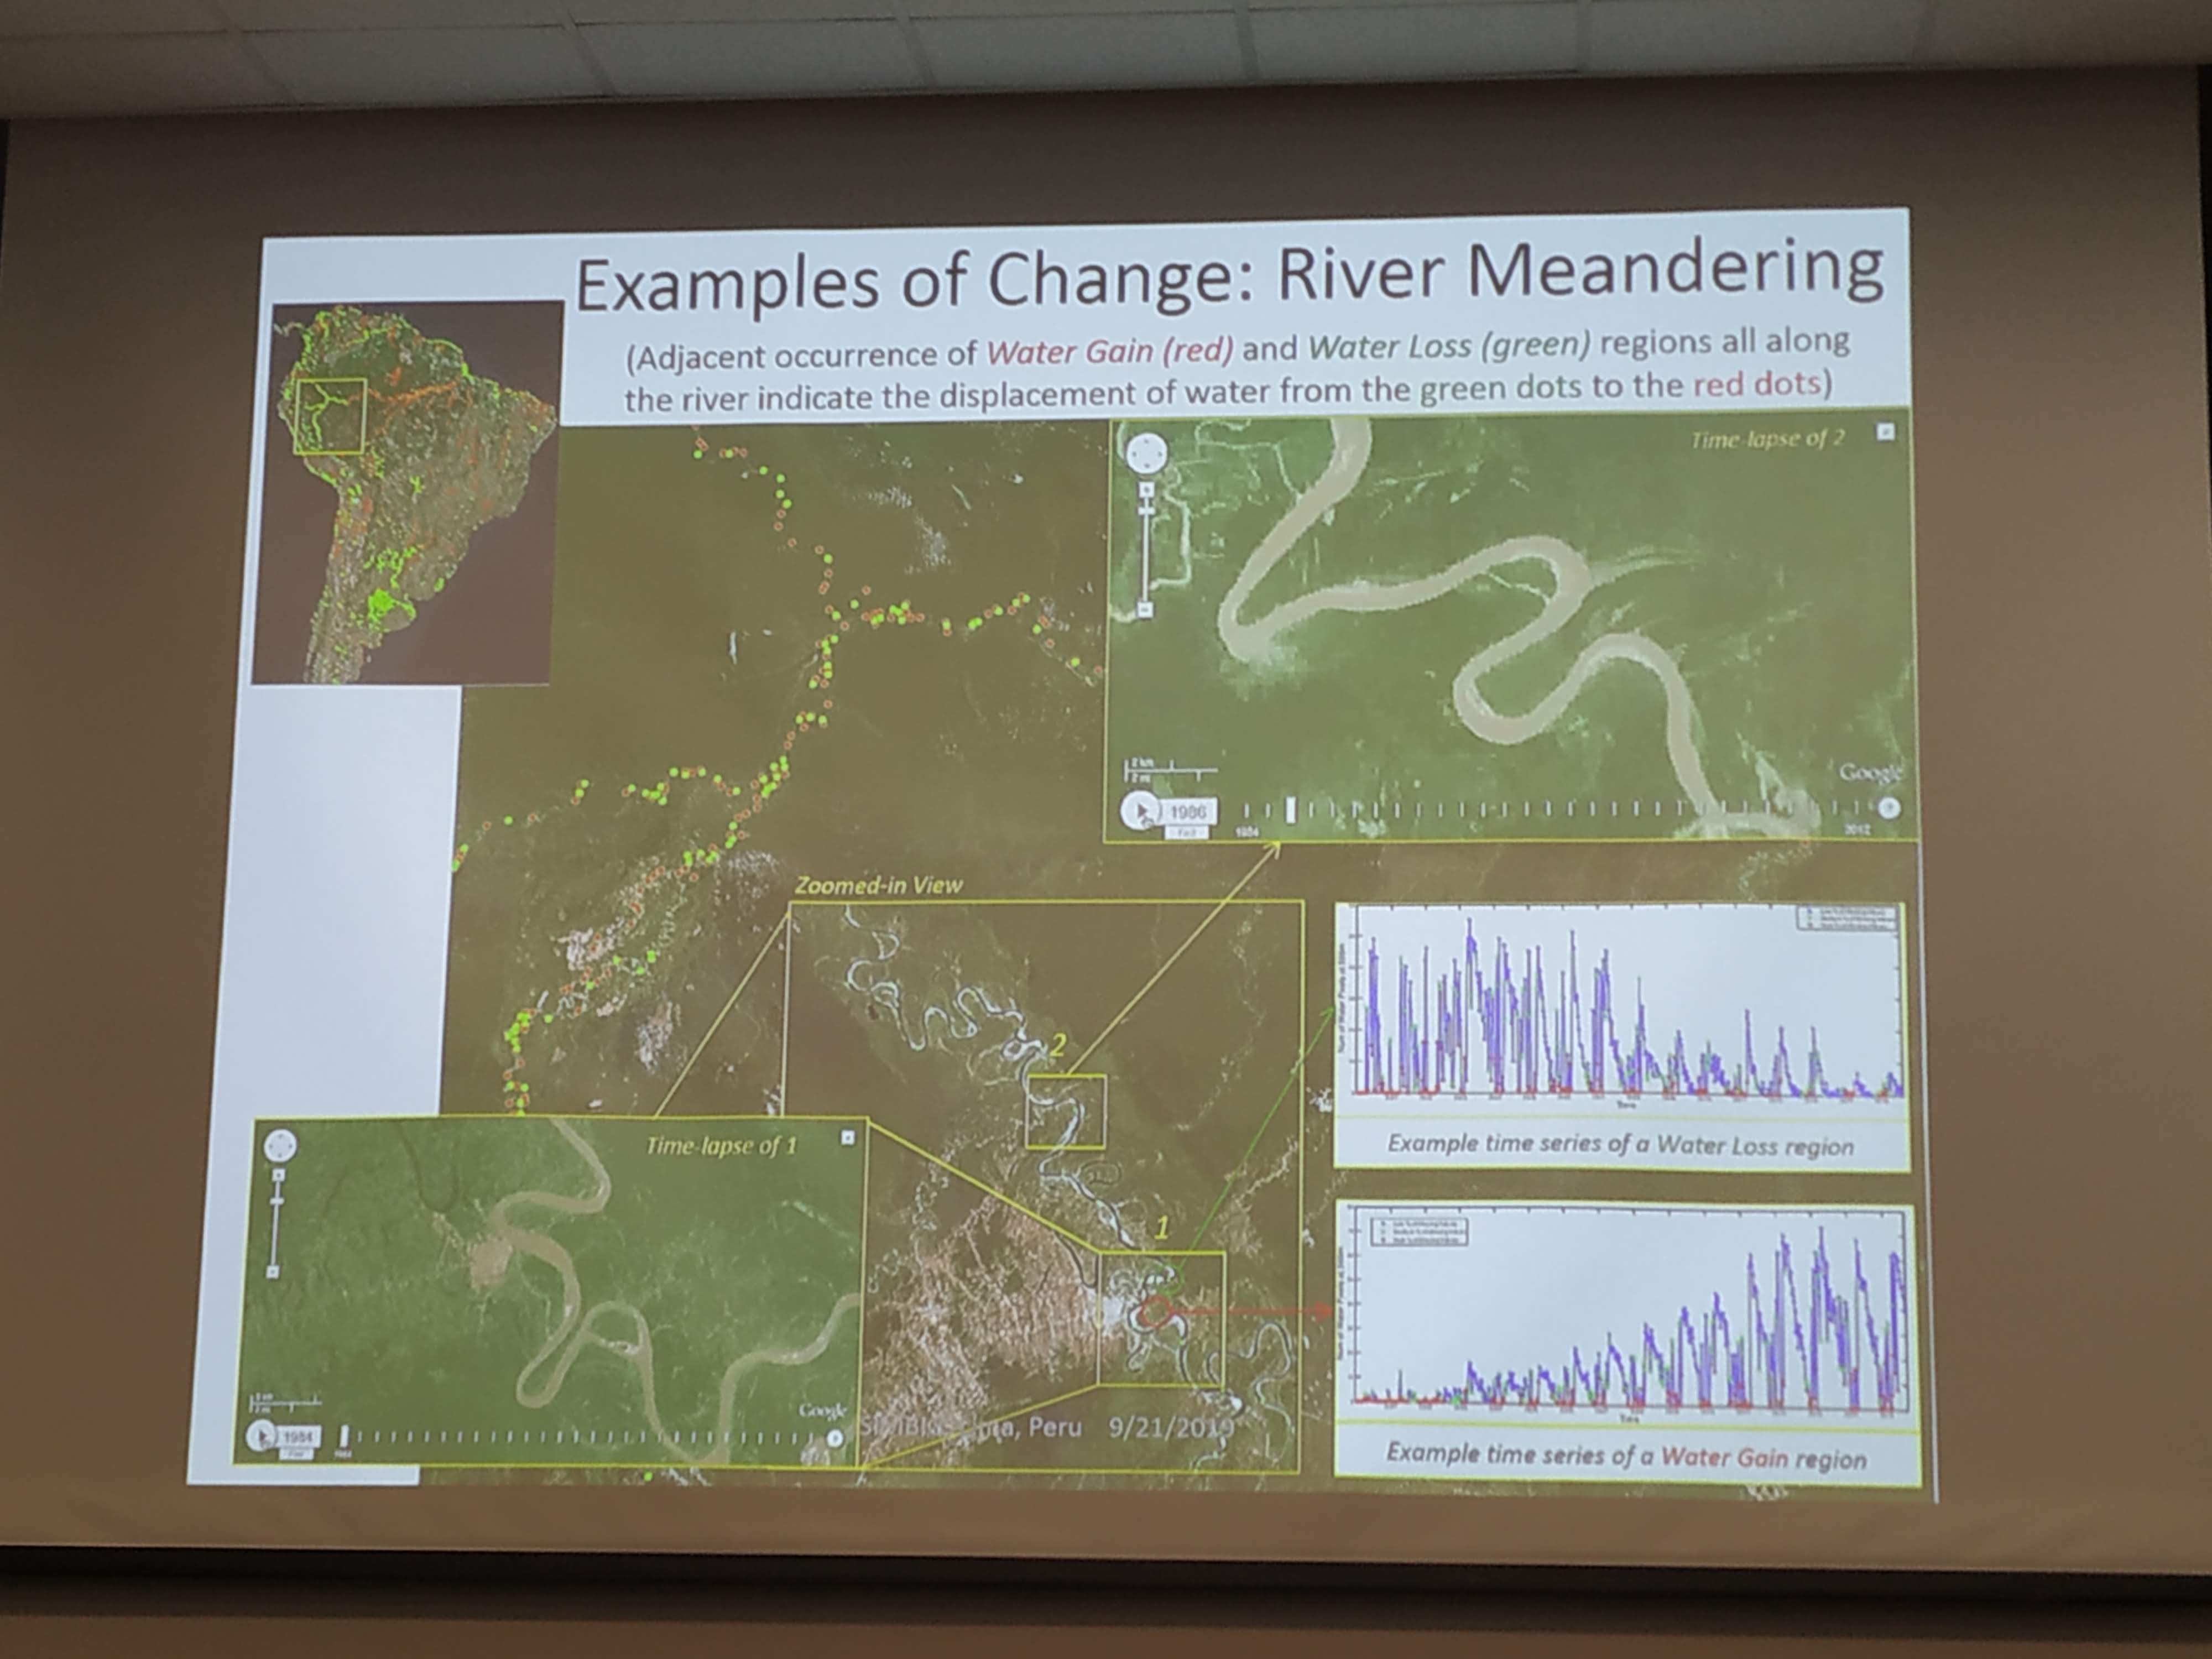 Examples of Change: River Meandering
(Adjacent occurrence of Water Gain (red) and Water Loss (green) regions all along
the river indicate the displacement of water from the green dots to the red dots)
Time-lapse of 2
2 km
2 mi
Google
1986
Fast
1984
2012
Zoomed-in View
2
1
Example time series of a Water Loss region
Time-lapse of 1
Google
1984
Time
Example time series of a Water Gain region
Peru 9/21/2019